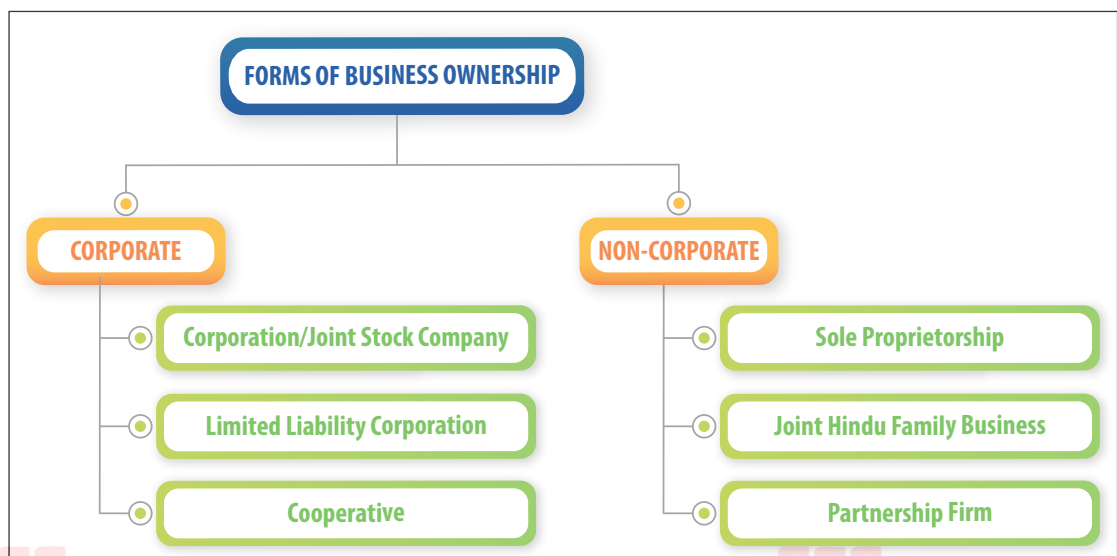 FORMS OF BUSINESS OWNERSHIP
CORPORATE
Corporation/Joint Stock Company
Limited Liability Corporation
Cooperative
NON-CORPORATE
Sole Proprietorship
Joint Hindu Family Business
Partnership Firm